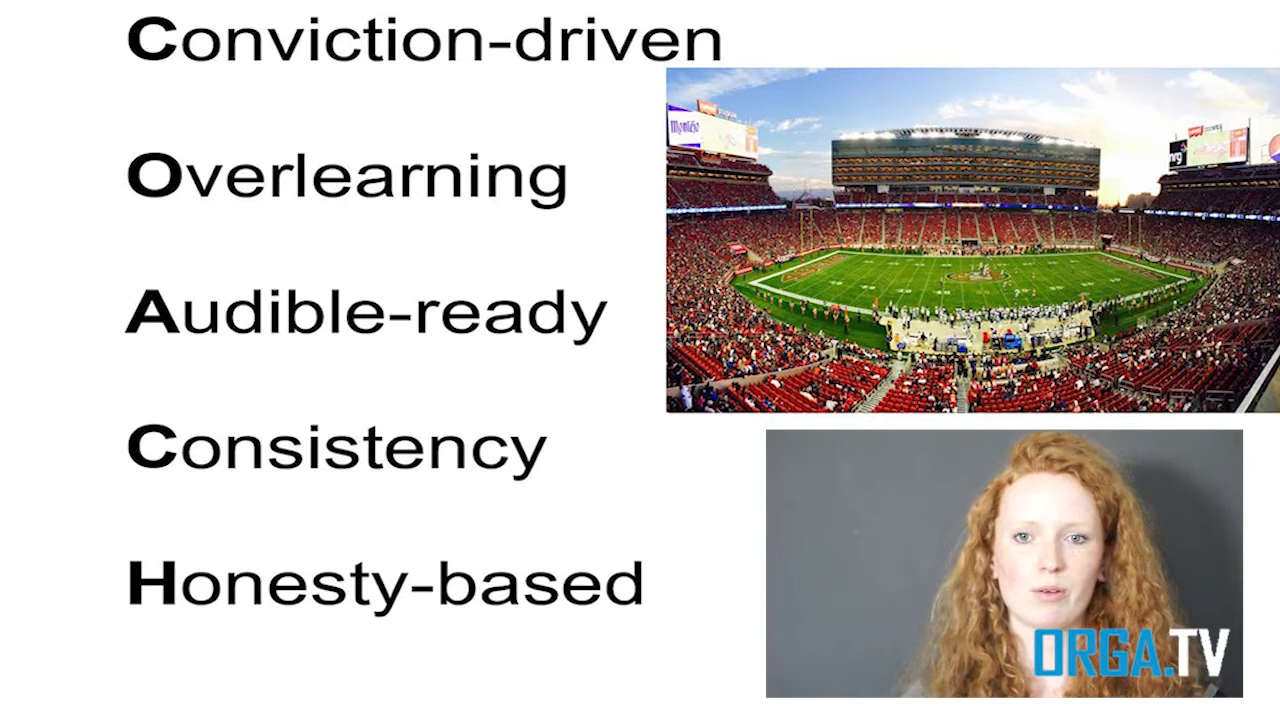 Conviction-driven
Overlearning
Audible-ready
Consistency
Honesty-based
ORGA.TV